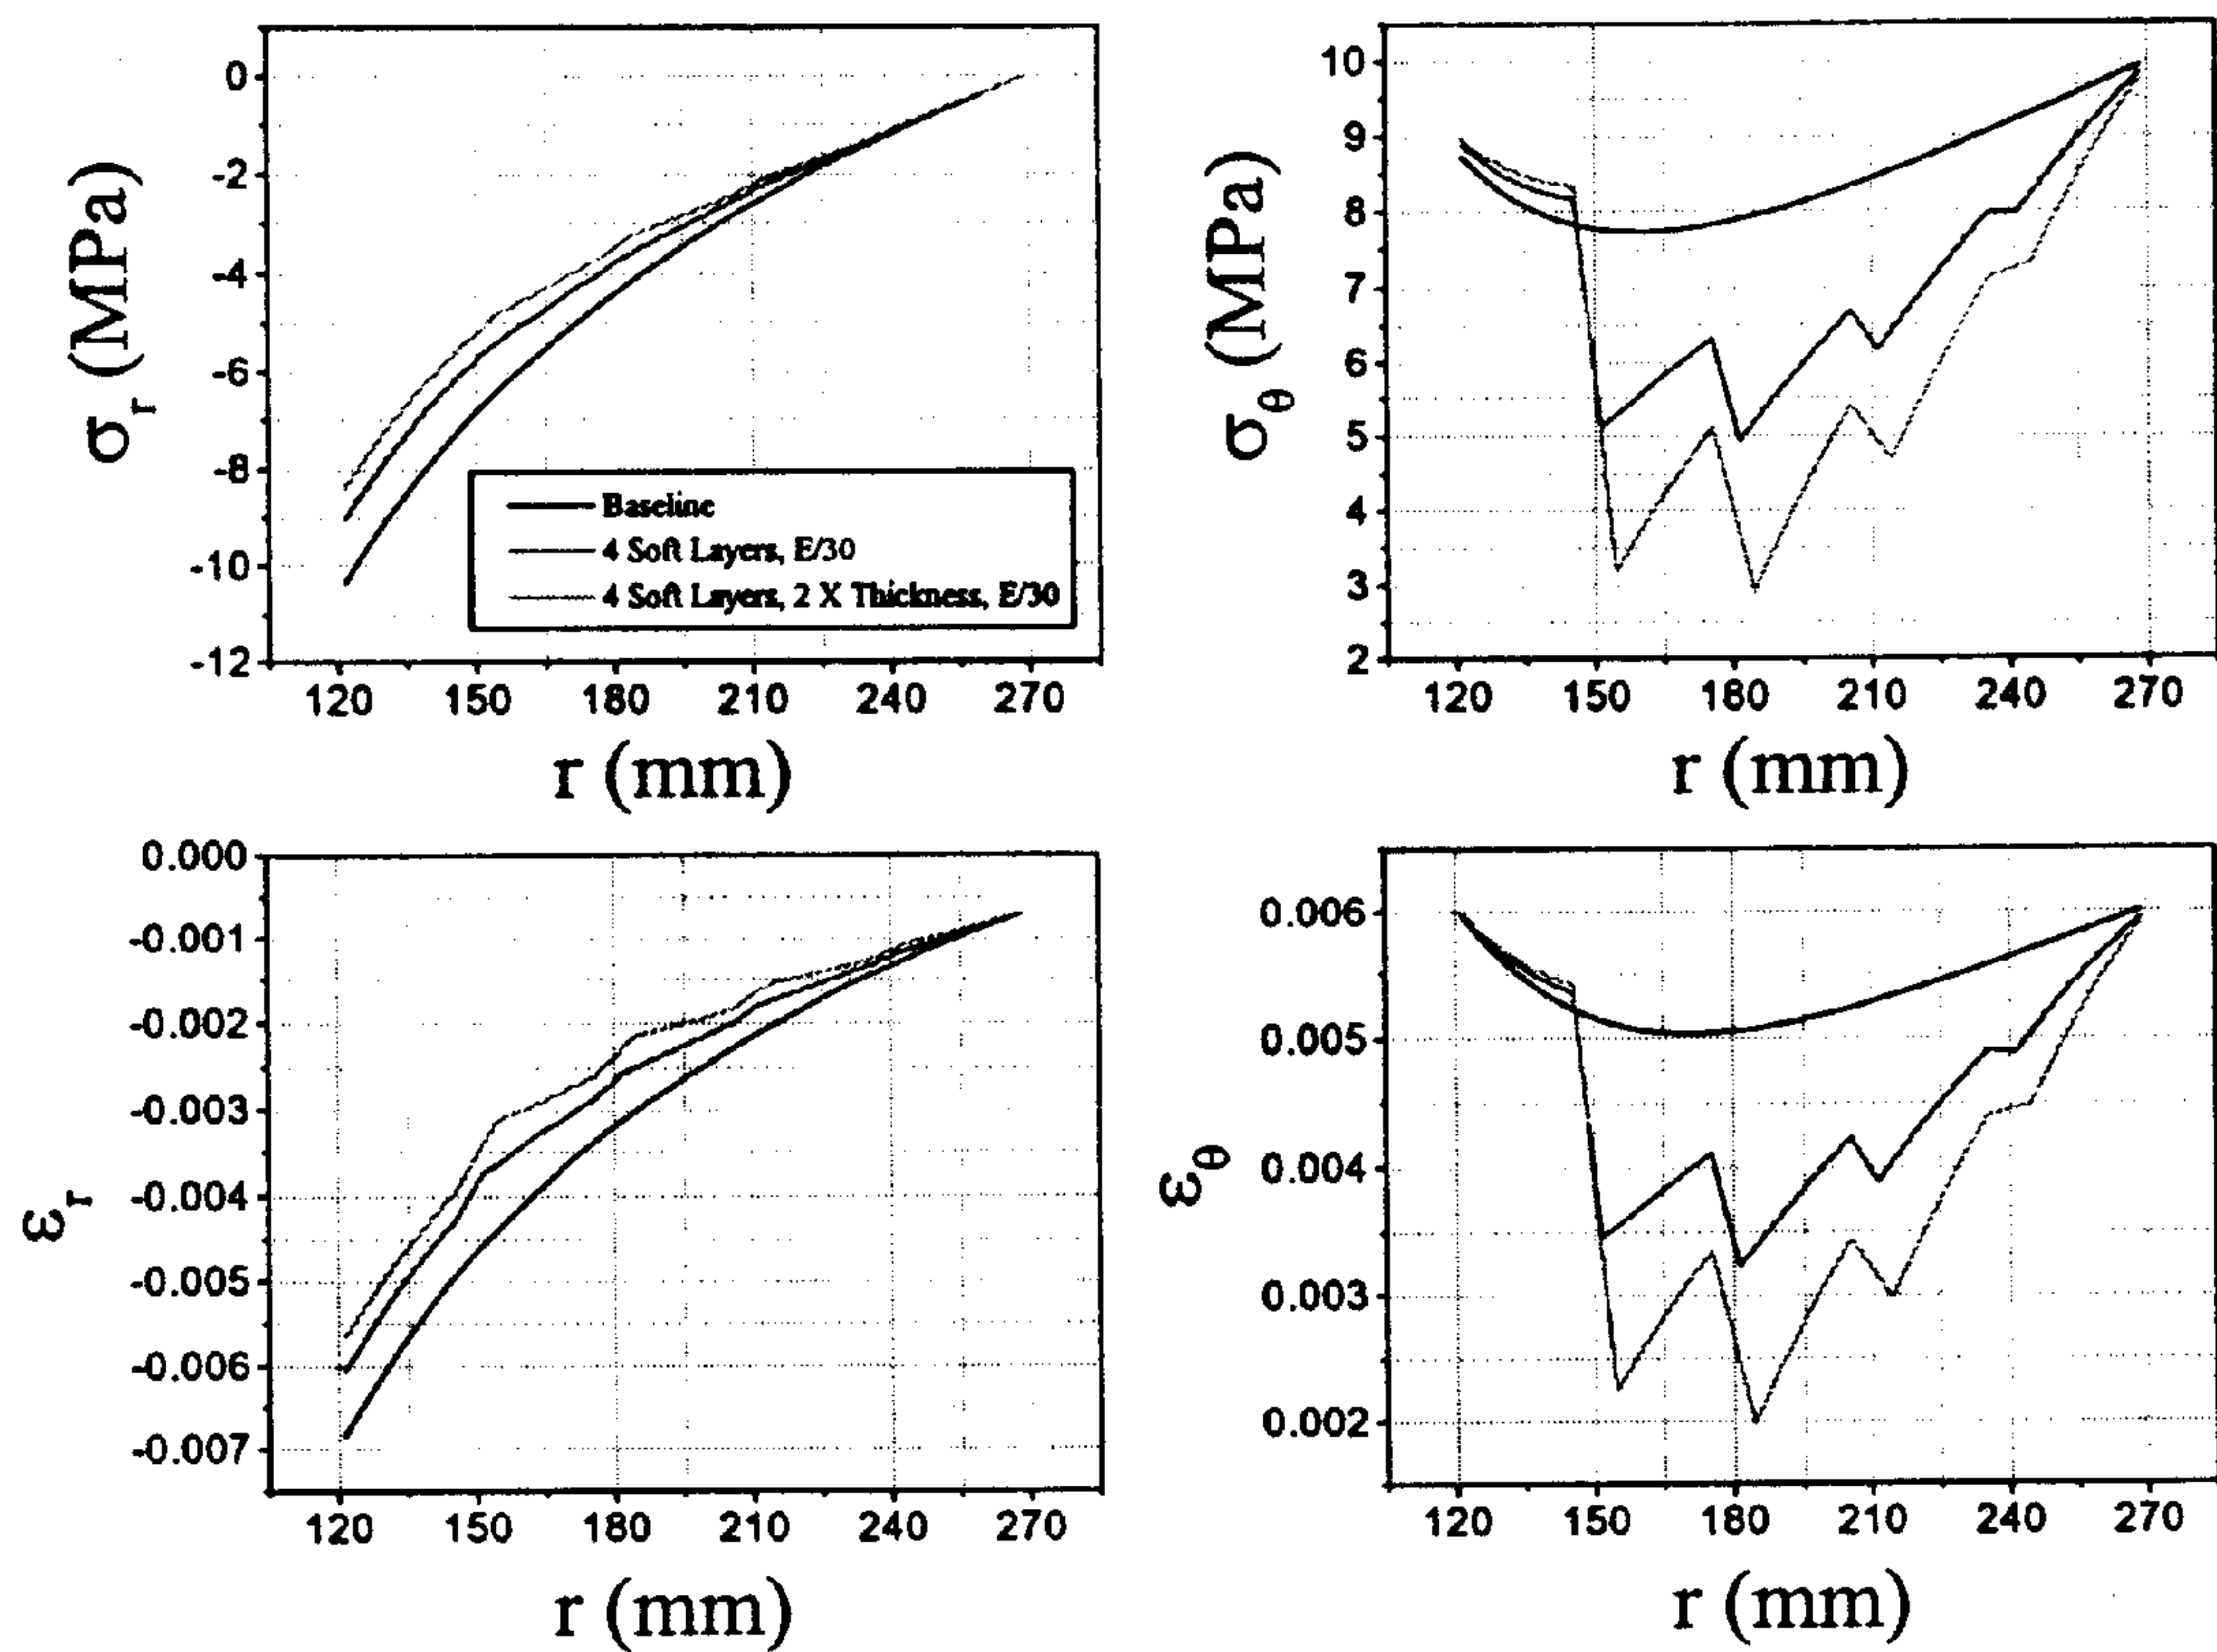 σr (MPa)
0
-2
-4
-6
-8
-10
-12
Baseline
4 Soft Layers, E/30
4 Soft Layers, 2 X Thickness, E/30
120 150 180 210 240 270
r (mm)
σθ (MPa)
10
9
8
7
6
5
4
3
2
120 150 180 210 240 270
r (mm)
εr
0.000
-0.001
-0.002
-0.003
-0.004
-0.005
-0.006
-0.007
120 150 180 210 240 270
r (mm)
εθ
0.006
0.005
0.004
0.003
0.002
120 150 180 210 240 270
r (mm)